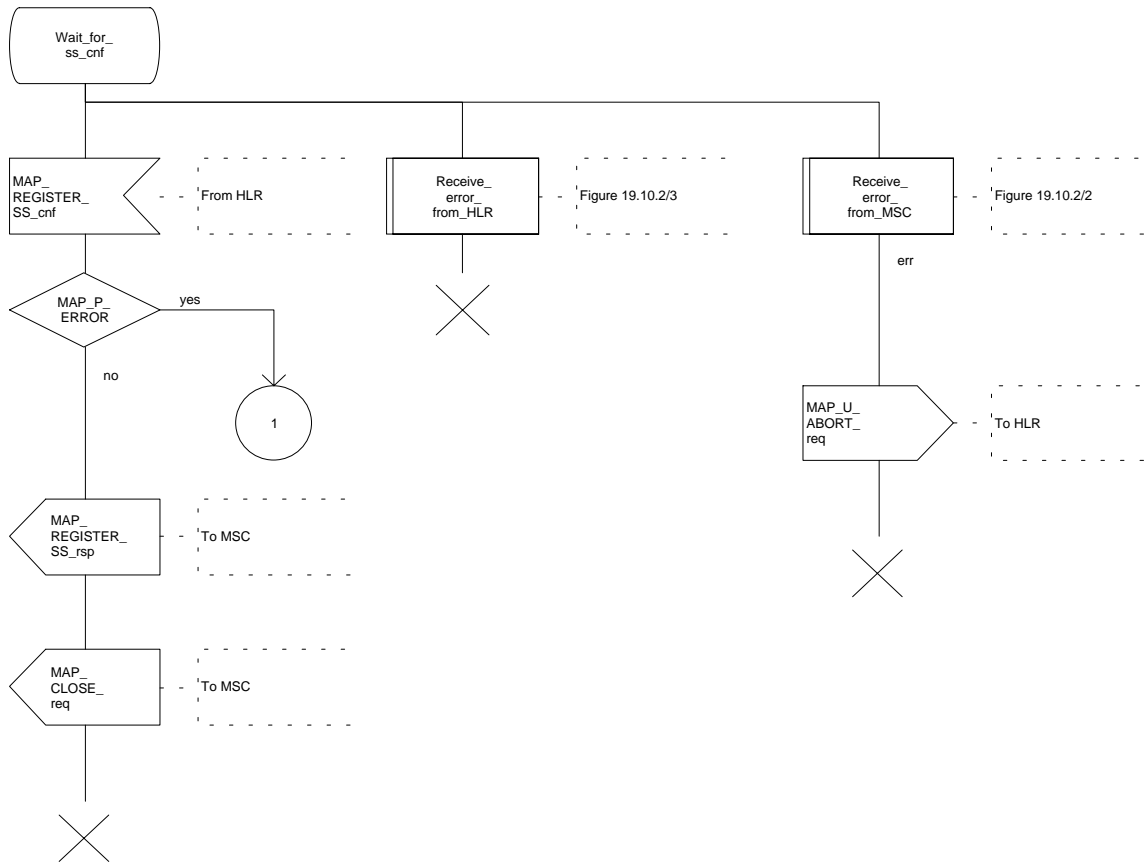 Wait_for_
ss_cnf
MAP_
REGISTER_
SS_cnf
From HLR
Receive_
error_
from_HLR
Figure 19.10.2/3
Receive_
error_
from_MSC
Figure 19.10.2/2
err
MAP_P_
ERROR
yes
no
1
MAP_U_
ABORT_
req
To HLR
MAP_
REGISTER_
SS_rsp
To MSC
MAP_
CLOSE_
req
To MSC